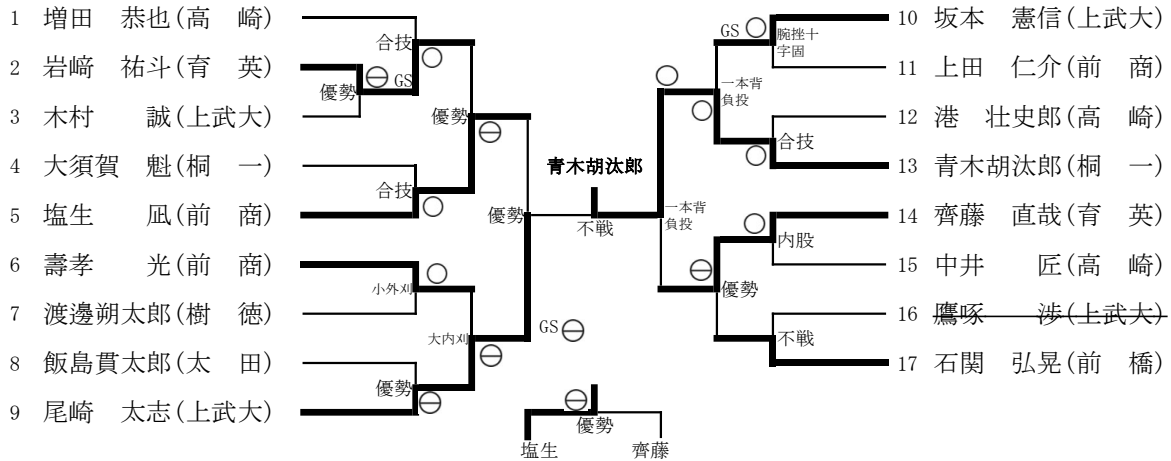 1 増田 恭也(高 崎)
2 岩﨑 祐斗(育 英)
3 木村 誠(上武大)
4 大須賀 魁(桐 一)
5 塩生 凪(前 商)
6 壽孝 光(前 商)
7 渡邊朔太郎(樹 徳)
8 飯島貫太郎(太 田)
9 尾崎 太志(上武大)
合技
GS
優勢
優勢
合技
優勢
小外刈
大内刈
優勢
GS
青木胡汰郎
不戦
優勢
塩生
齊藤
GS
腕挫十
字固
一本背
負投
合技
一本背
負投
内股
優勢
不戦
10 坂本 憲信(上武大)
11 上田 仁介(前 商)
12 港 壮史郎(高 崎)
13 青木胡汰郎(桐 一)
14 齊藤 直哉(育 英)
15 中井 匠(高 崎)
16 鷹啄 渉(上武大)
17 石関 弘晃(前 橋)